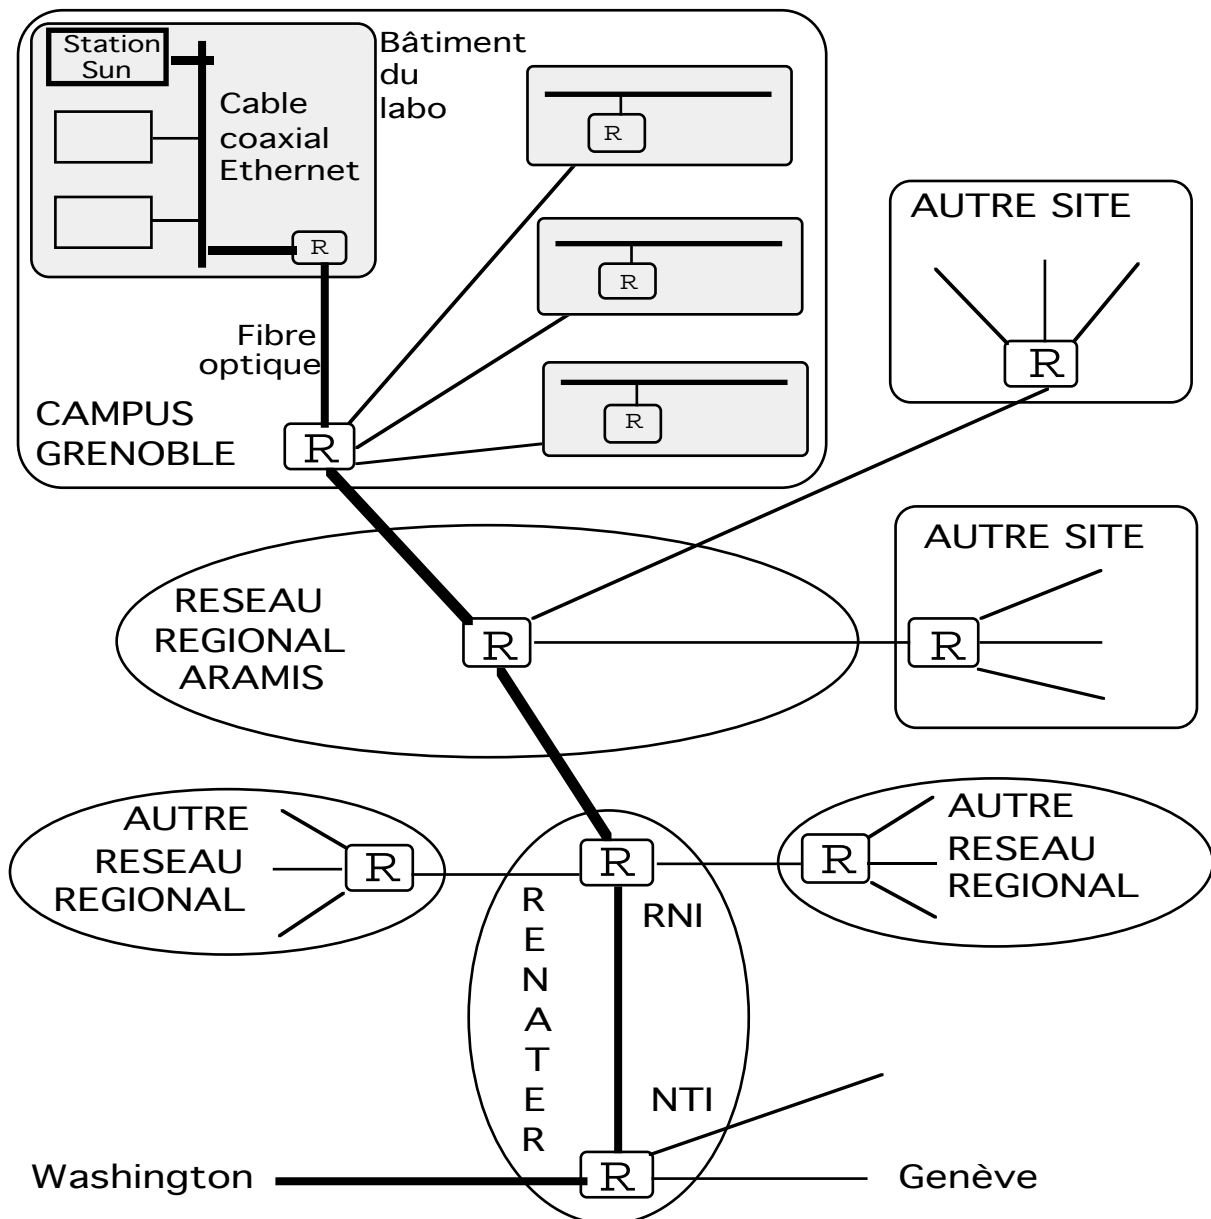 Station
Sun
Bâtiment
du
labo
Cable
coaxial
Ethernet
R
R
R
R
Fibre
optique
CAMPUS
GRENOBLE
R
AUTRE SITE
R
AUTRE SITE
R
RESEAU
REGIONAL
ARAMIS
R
AUTRE
RESEAU
REGIONAL
R
R
RNI
R
AUTRE
RESEAU
REGIONAL
R
E
N
A
T
E
R
NTI
R
Washington
Genève